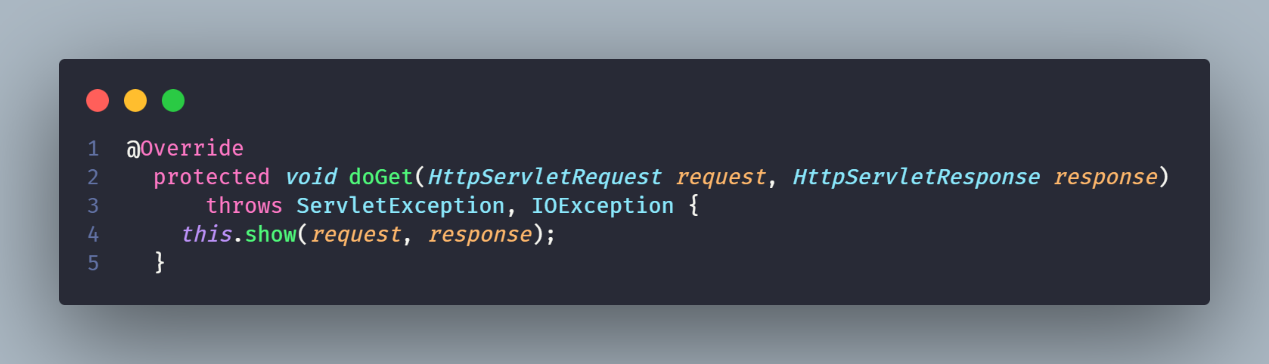 1 @Override
2 protected void doGet(HttpServletRequest request, HttpServletResponse response)
3 throws ServletException, IOException {
4 this.show(request, response);
5 }